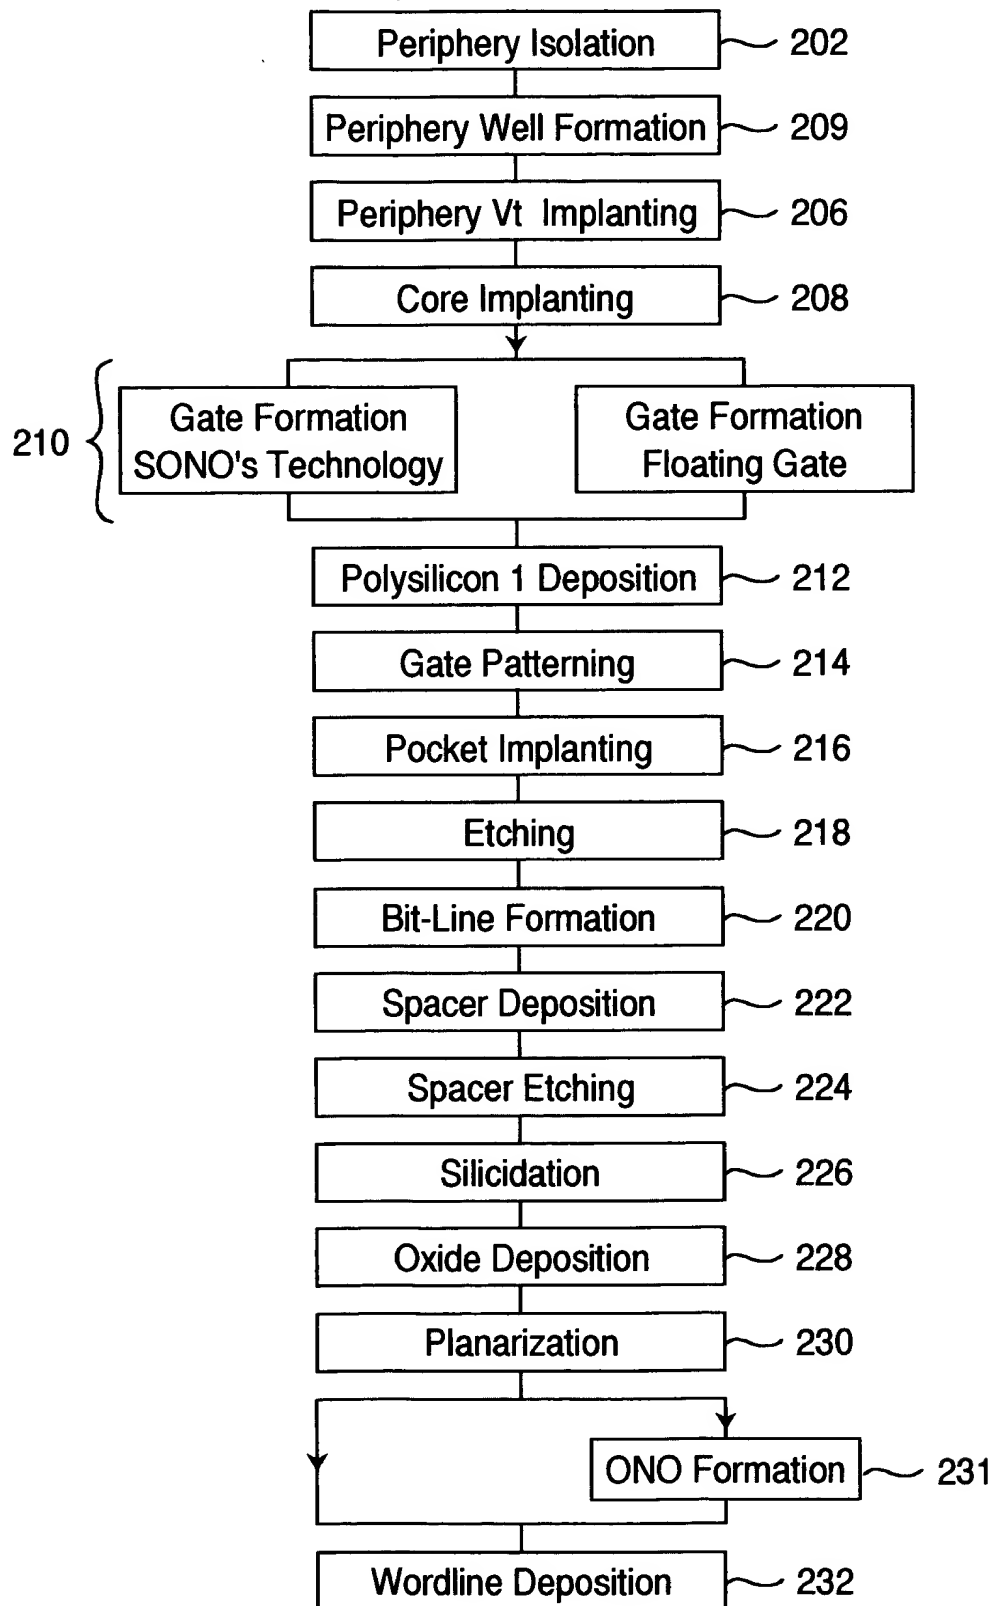 Periphery Isolation 202
Periphery Well Formation 209
Periphery Vt Implanting 206
Core Implanting 208
210
Gate Formation
SONO's Technology
Gate Formation
Floating Gate
Polysilicon 1 Deposition 212
Gate Patterning 214
Pocket Implanting 216
Etching 218
Bit-Line Formation 220
Spacer Deposition 222
Spacer Etching 224
Silicidation 226
Oxide Deposition 228
Planarization 230
ONO Formation 231
Wordline Deposition 232